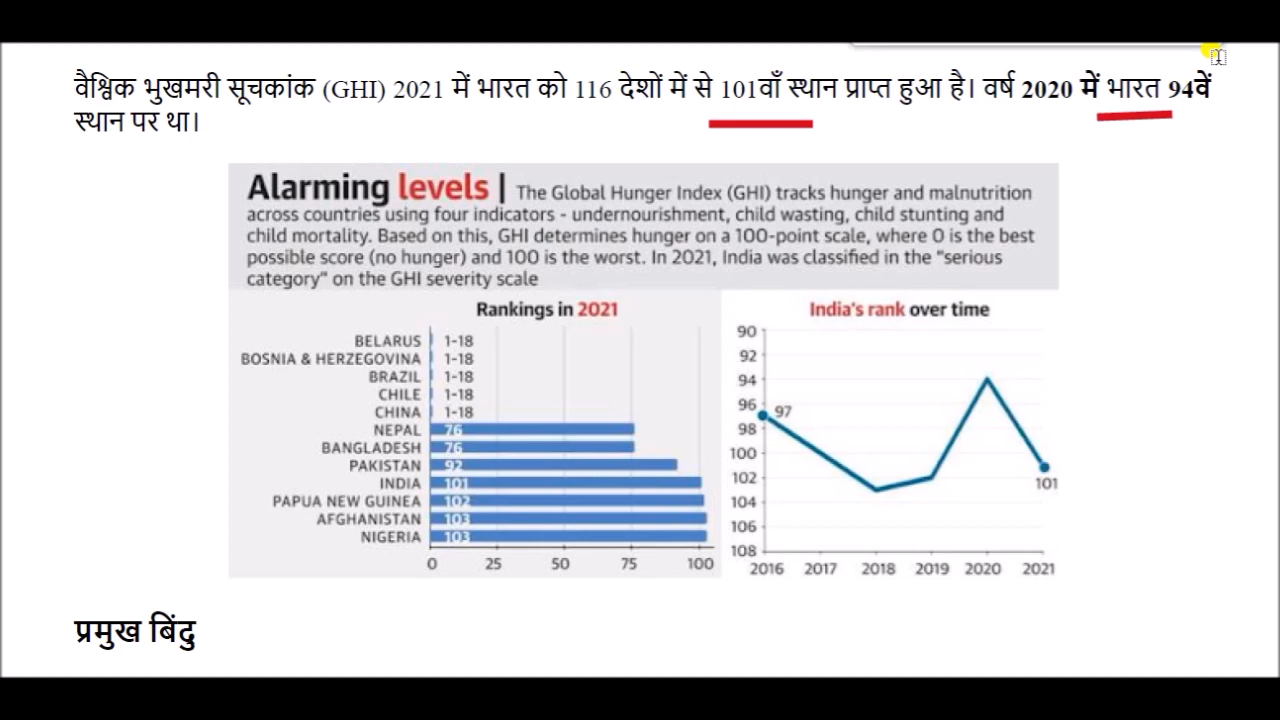 वैश्विक भुखमरी सूचकांक (GHI) 2021 में भारत को 116 देशों में से 101वाँ स्थान प्राप्त हुआ है। वर्ष 2020 में भारत 94वें
स्थान पर था।
Alarming levels | The Global Hunger Index (GHI) tracks hunger and malnutrition
across countries using four indicators - undernourishment, child wasting, child stunting and
child mortality. Based on this, GHI determines hunger on a 100-point scale, where 0 is the best
possible score (no hunger) and 100 is the worst. In 2021, India was classified in the "serious
category" on the GHI severity scale
Rankings in 2021
BELARUS 1-18
BOSNIA & HERZEGOVINA 1-18
BRAZIL 1-18
CHILE 1-18
CHINA 1-18
NEPAL 76
BANGLADESH 76
PAKISTAN 92
INDIA 101
PAPUA NEW GUINEA 102
AFGHANISTAN 103
NIGERIA 103
0 25 50 75 100
India's rank over time
90
92
94
96 97
98
100
102 101
104
106
108
2016 2017 2018 2019 2020 2021
प्रमुख बिंदु